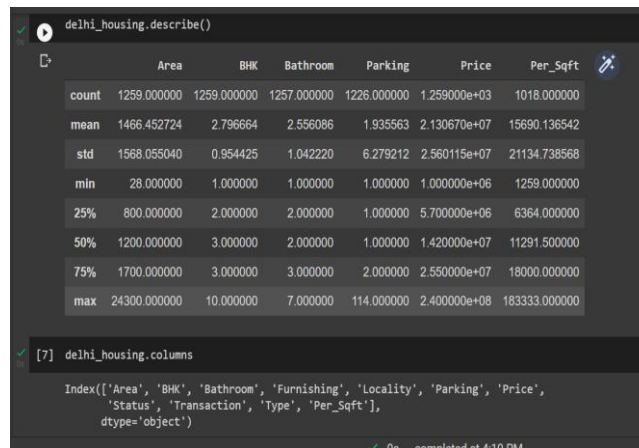 delhi_housing.describe()
Area BHK Bathroom Parking Price Per_Sqft
count 1259.000000 1259.000000 1257.000000 1226.000000 1.259000e+03 1018.000000
mean 1466.452724 2.796664 2.556086 1.935563 2.130670e+07 15690.136542
std 1568.055040 0.954425 1.042220 6.279212 2.560115e+07 21134.738568
min 28.000000 1.000000 1.000000 1.000000 1.000000e+06 1259.000000
25% 800.000000 2.000000 2.000000 1.000000 5.700000e+06 6364.000000
50% 1200.000000 3.000000 2.000000 1.000000 1.420000e+07 11291.500000
75% 1700.000000 3.000000 3.000000 2.000000 2.550000e+07 18000.000000
max 24300.000000 10.000000 7.000000 114.000000 2.400000e+08 183333.000000
[7] delhi_housing.columns
Index(['Area', 'BHK', 'Bathroom', 'Furnishing', 'Locality', 'Parking', 'Price',
'Status', 'Transaction', 'Type', 'Per_Sqft'],
dtype='object')
0s completed at 4:10 PM